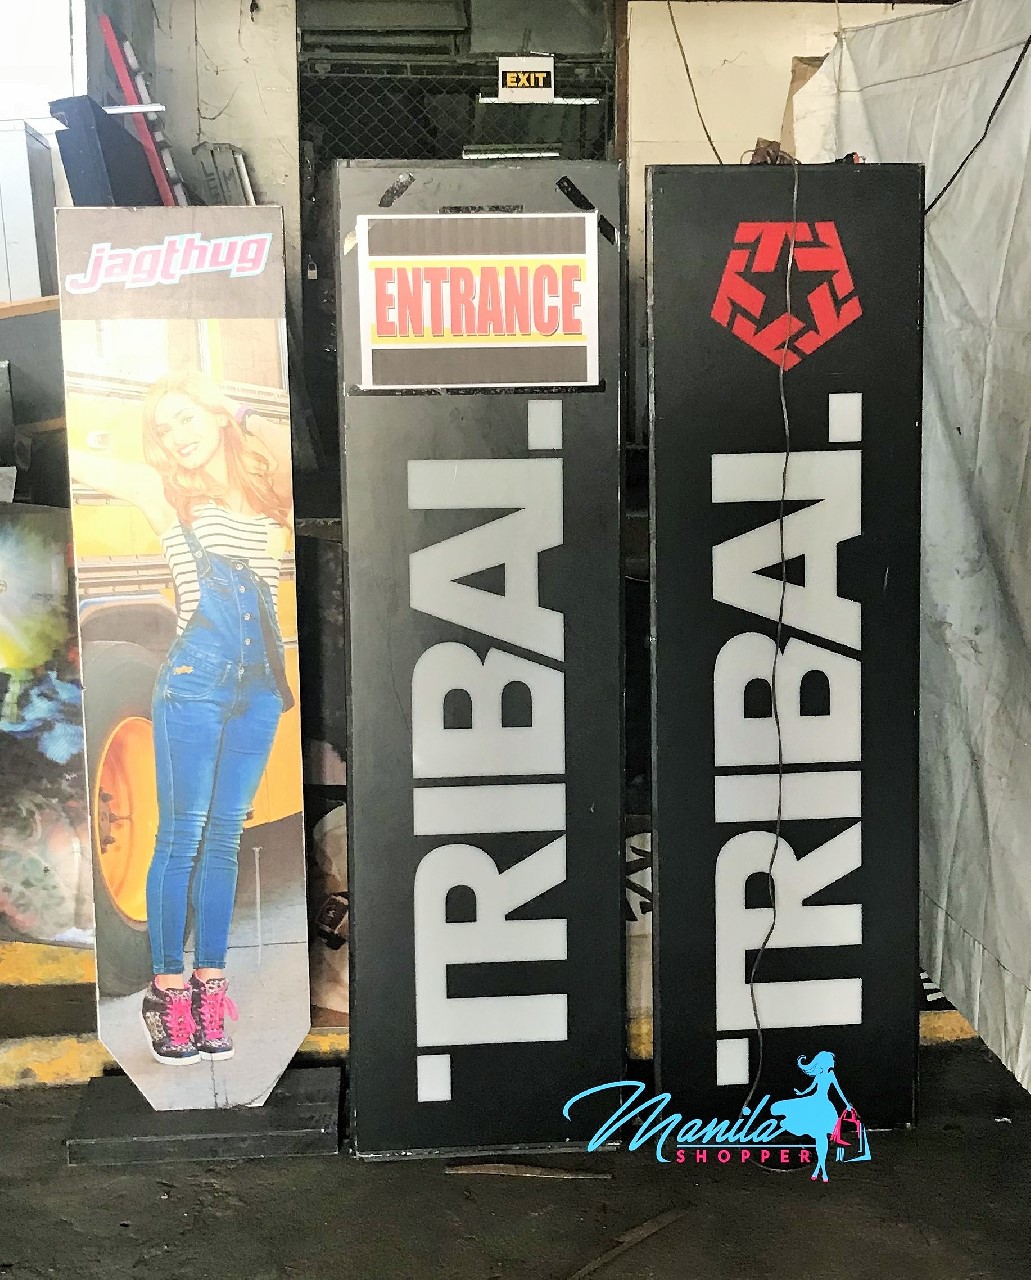 EXIT
jagthug
ENTRANCE
.TRIBAL.
.TRIBAL.
Manila
SHOPPER